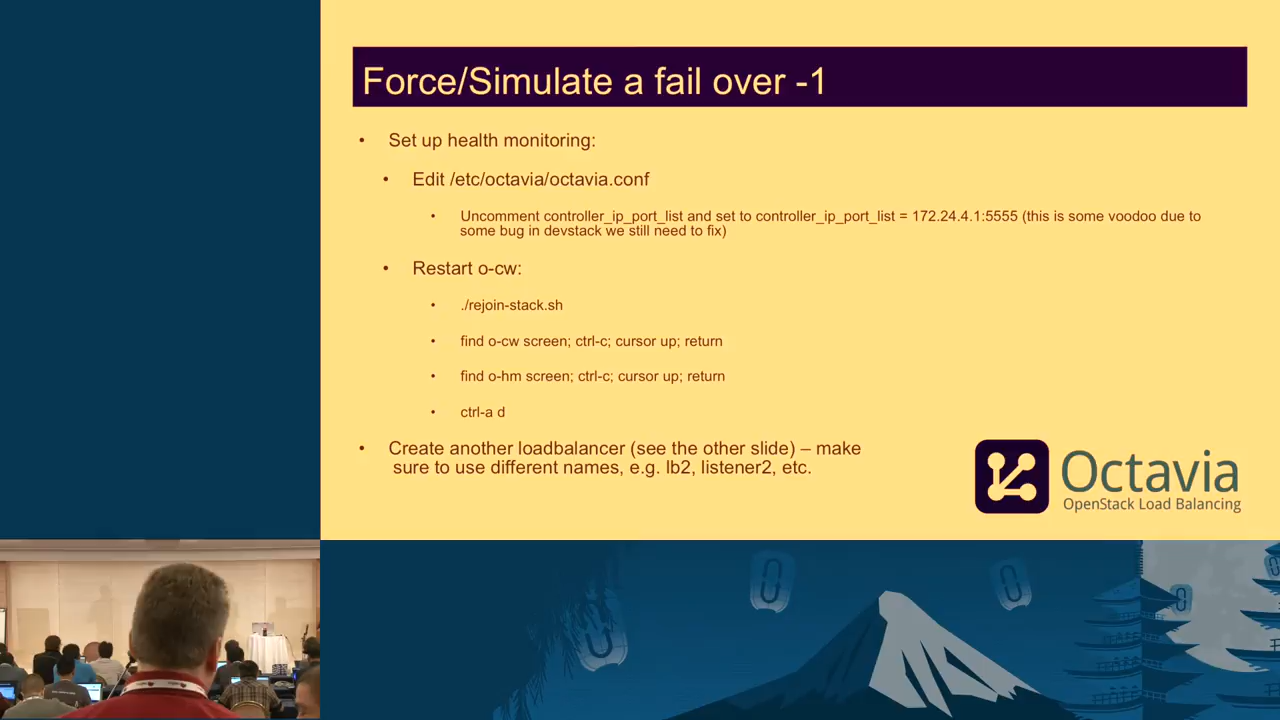 Force/Simulate a fail over -1
• Set up health monitoring:
• Edit /etc/octavia/octavia.conf
• Uncomment controller_ip_port_list and set to controller_ip_port_list = 172.24.4.1:5555 (this is some voodoo due to
some bug in devstack we still need to fix)
• Restart o-cw:
• ./rejoin-stack.sh
• find o-cw screen; ctrl-c; cursor up; return
• find o-hm screen; ctrl-c; cursor up; return
• ctrl-a d
• Create another loadbalancer (see the other slide) – make
sure to use different names, e.g. lb2, listener2, etc.
Octavia
OpenStack Load Balancing